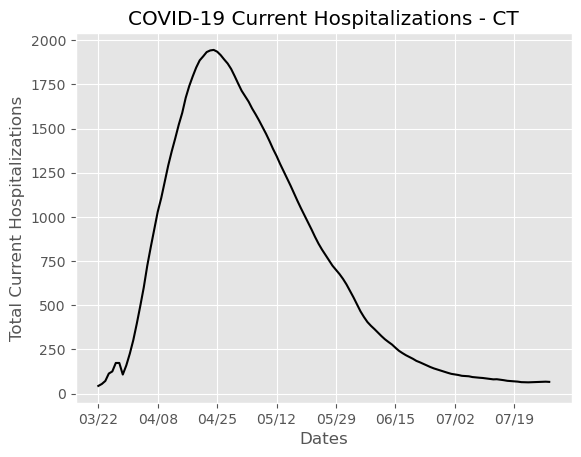 COVID-19 Current Hospitalizations - CT
2000
1750
1500
1250
1000
750
500
250
0
Total Current Hospitalizations
03/22 04/08 04/25 05/12 05/29 06/15 07/02 07/19
Dates